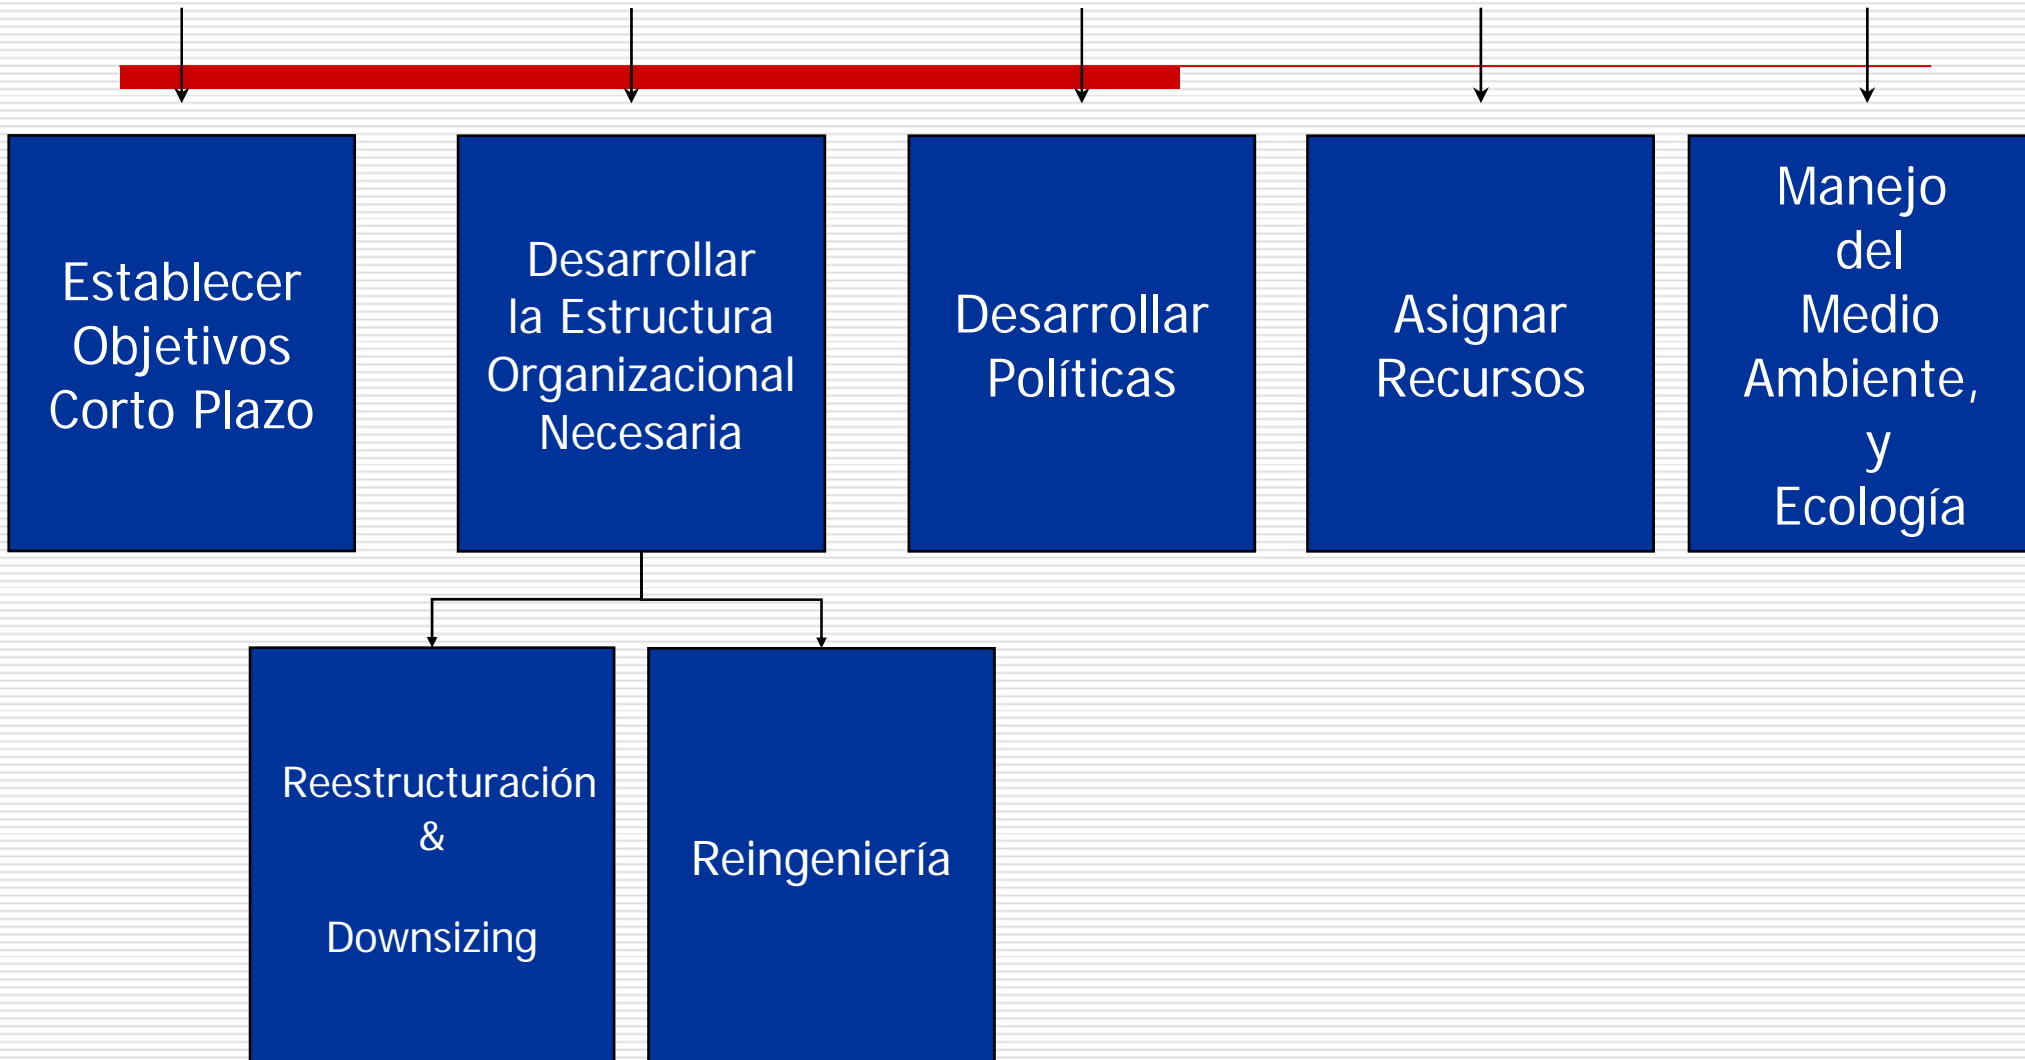 Establecer
Objetivos
Corto Plazo
Desarrollar
la Estructura
Organizacional
Necesaria
Desarrollar
Políticas
Asignar
Recursos
Manejo
del
Medio
Ambiente,
y
Ecología
Reestructuración
&
Downsizing
Reingeniería